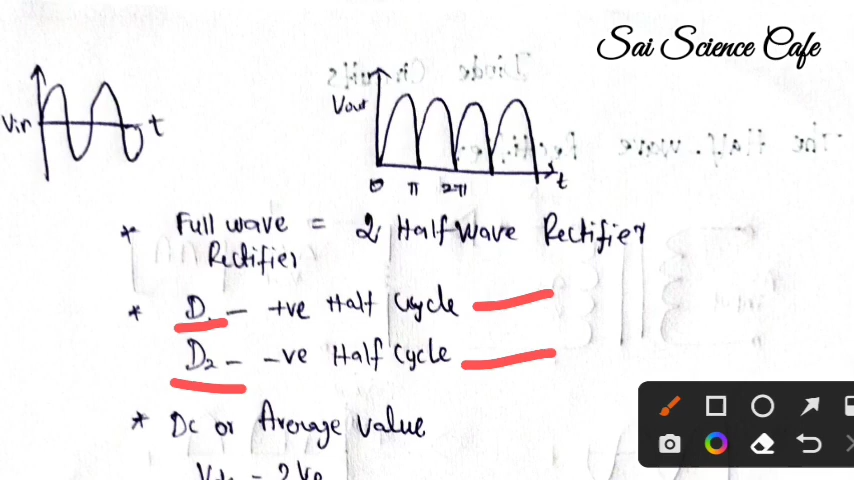 Sai Science Cafe
Vin
t
Vout
0 π 2π t
* Full wave = 2 Half Wave Rectifier
Rectifier
* D1 – +ve Half Cycle
D2 – -ve Half Cycle
* DC or Average value